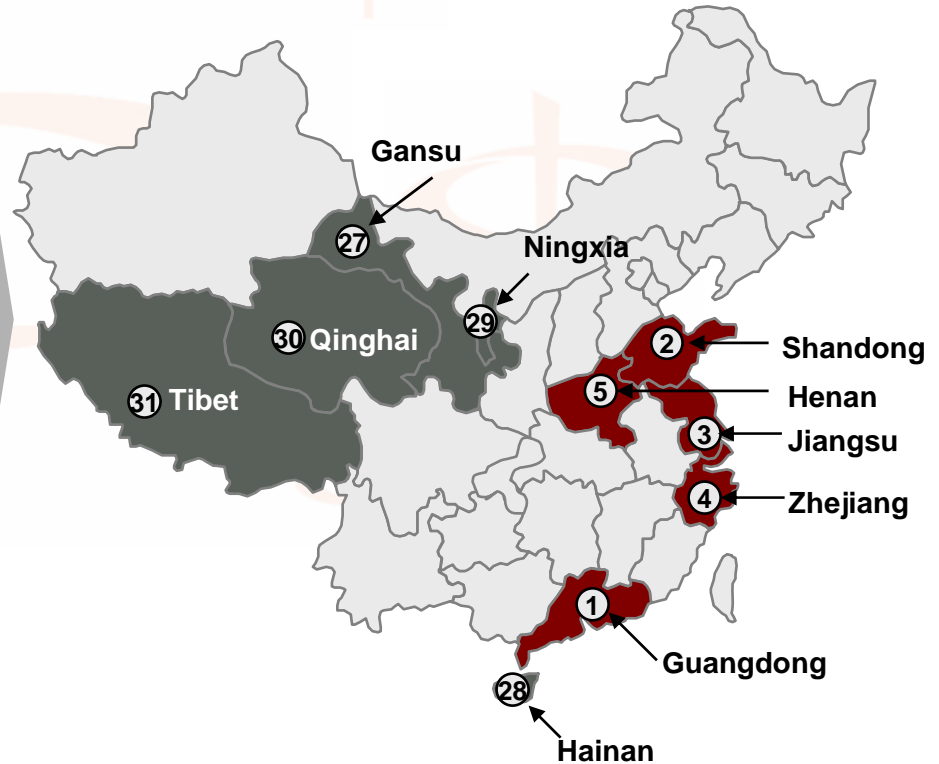 Gansu
27
Ningxia
29
30 Qinghai
2
Shandong
31 Tibet
5
Henan
3
Jiangsu
4
Zhejiang
1
Guangdong
28
Hainan